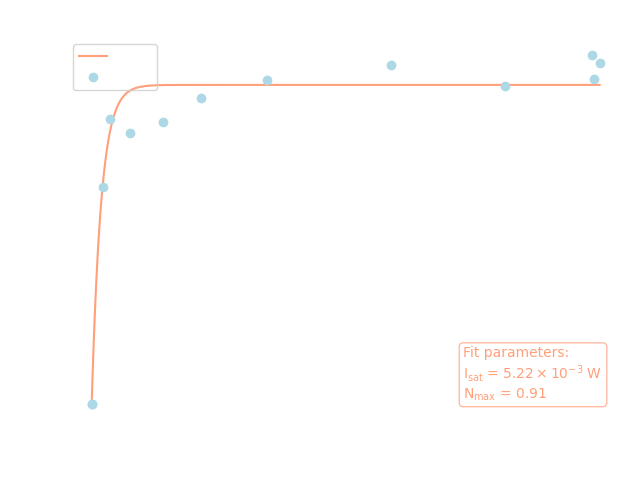 Fit parameters:
I_sat = 5.22 × 10⁻³ W
N_max = 0.91